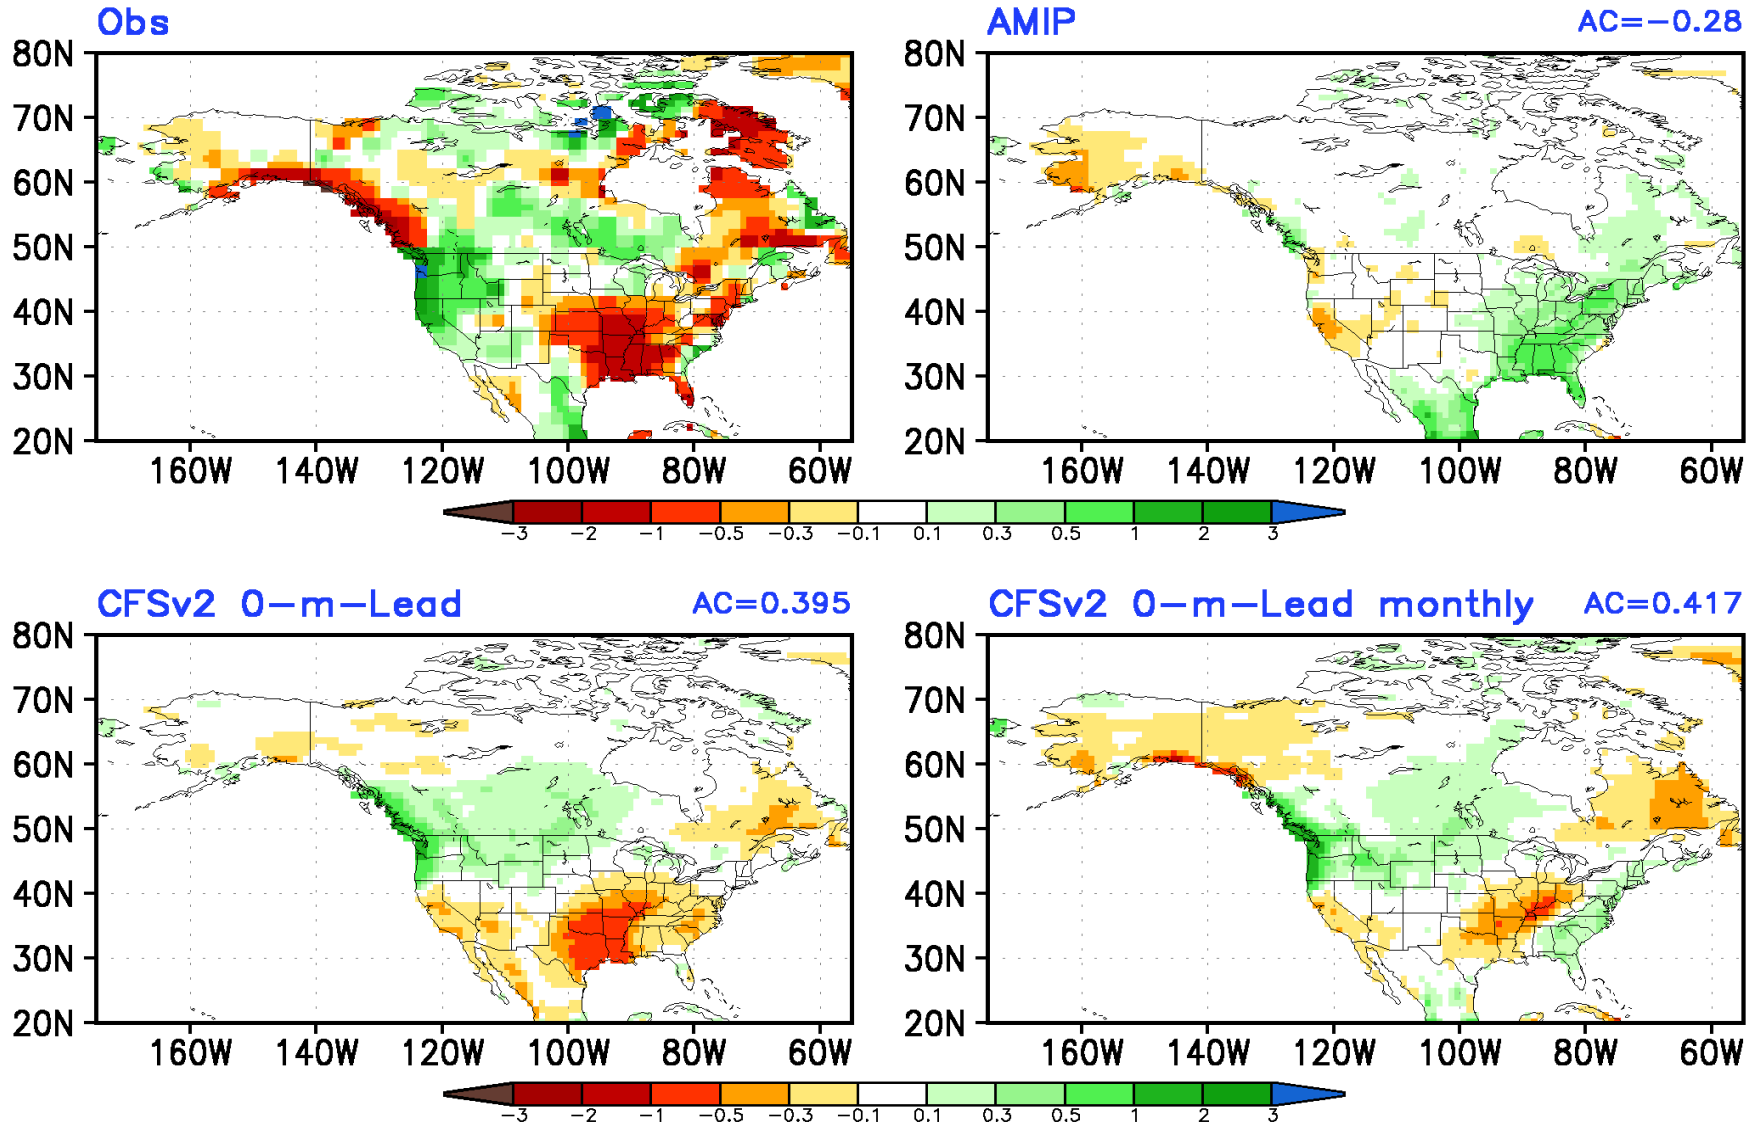 Obs
AMIP AC=−0.28
80N 80N
70N 70N
60N 60N
50N 50N
40N 40N
30N 30N
20N 20N
160W 140W 120W 100W 80W 60W 160W 140W 120W 100W 80W 60W
−3 −2 −1 −0.5 −0.3 −0.1 0.1 0.3 0.5 1 2 3
CFSv2 0−m−Lead AC=0.395
CFSv2 0−m−Lead monthly AC=0.417
80N 80N
70N 70N
60N 60N
50N 50N
40N 40N
30N 30N
20N 20N
160W 140W 120W 100W 80W 60W 160W 140W 120W 100W 80W 60W
−3 −2 −1 −0.5 −0.3 −0.1 0.1 0.3 0.5 1 2 3